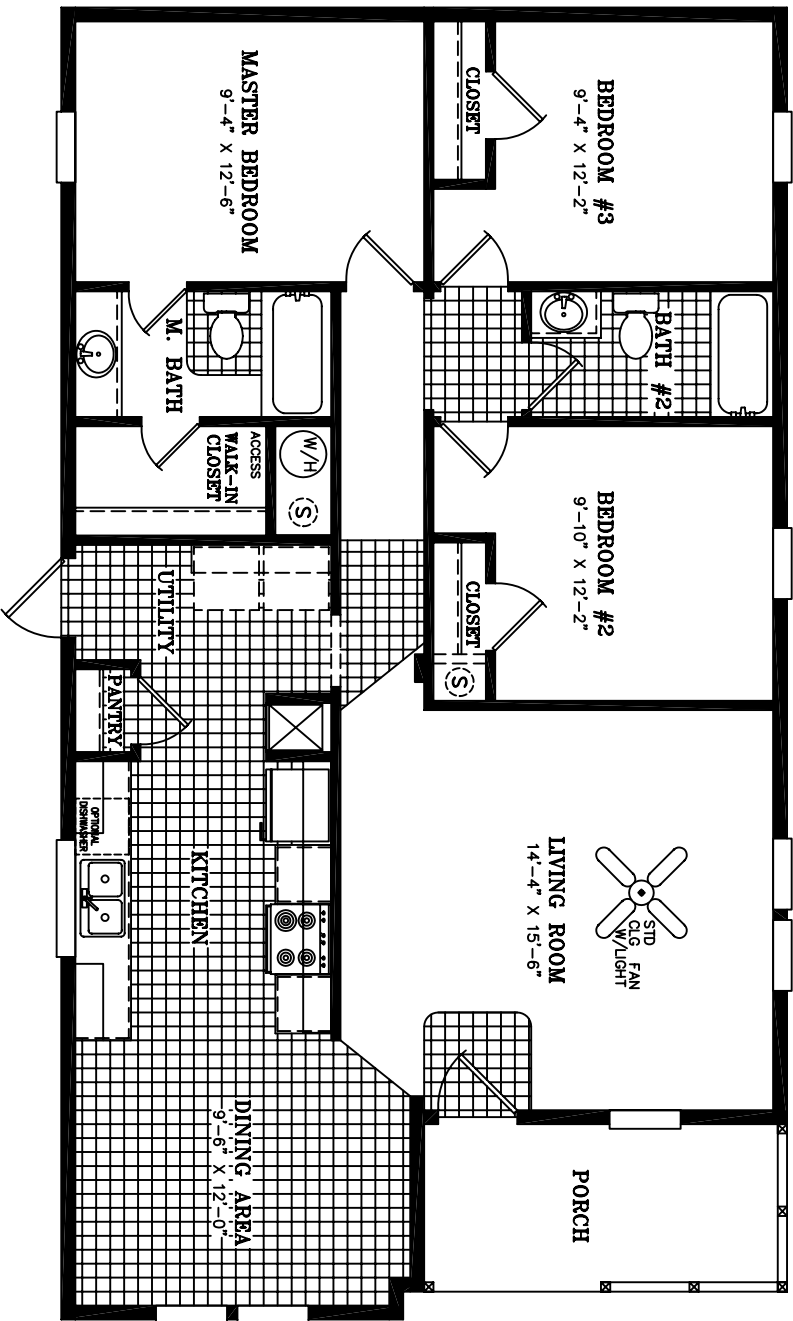 MASTER BEDROOM
9'-4" X 12'-6"
CLOSET
BEDROOM #3
9'-4" X 12'-2"
M. BATH
BATH #2
W/H
S
ACCESS
WALK-IN
CLOSET
BEDROOM #2
9'-10" X 12'-2"
CLOSET
S
UTILITY
PANTRY
OPTIONAL
DISHWASHER
KITCHEN
LIVING ROOM
14'-4" X 15'-6"
STD
CLG FAN
W/LIGHT
DINING AREA
9'-6" X 12'-0"
PORCH